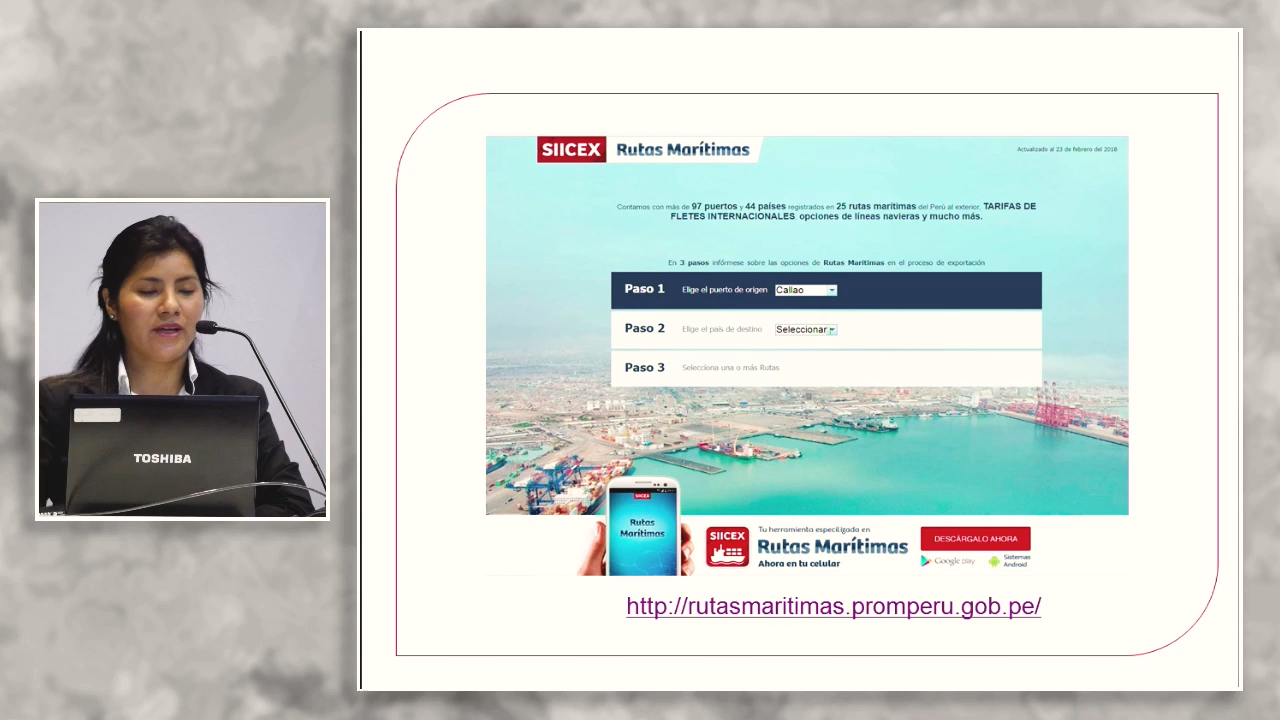 SIICEX Rutas Marítimas
Actualizado al 23 de febrero del 2018
Contamos con más de 97 puertos y 44 países registrados en 25 rutas marítimas del Perú al exterior, TARIFAS DE
FLETES INTERNACIONALES opciones de líneas navieras y mucho más.
En 3 pasos infórmese sobre las opciones de Rutas Marítimas en el proceso de exportación
Paso 1 Elige el puerto de origen Callao
Paso 2 Elige el país de destino Seleccionar
Paso 3 Selecciona una o más Rutas
TOSHIBA
SIICEX
Rutas
Marítimas
SIICEX
Tu herramienta especilizada en
Rutas Marítimas
Ahora en tu celular
DESCÁRGALO AHORA
Google play
Sistemas
Android
http://rutasmaritimas.promperu.gob.pe/